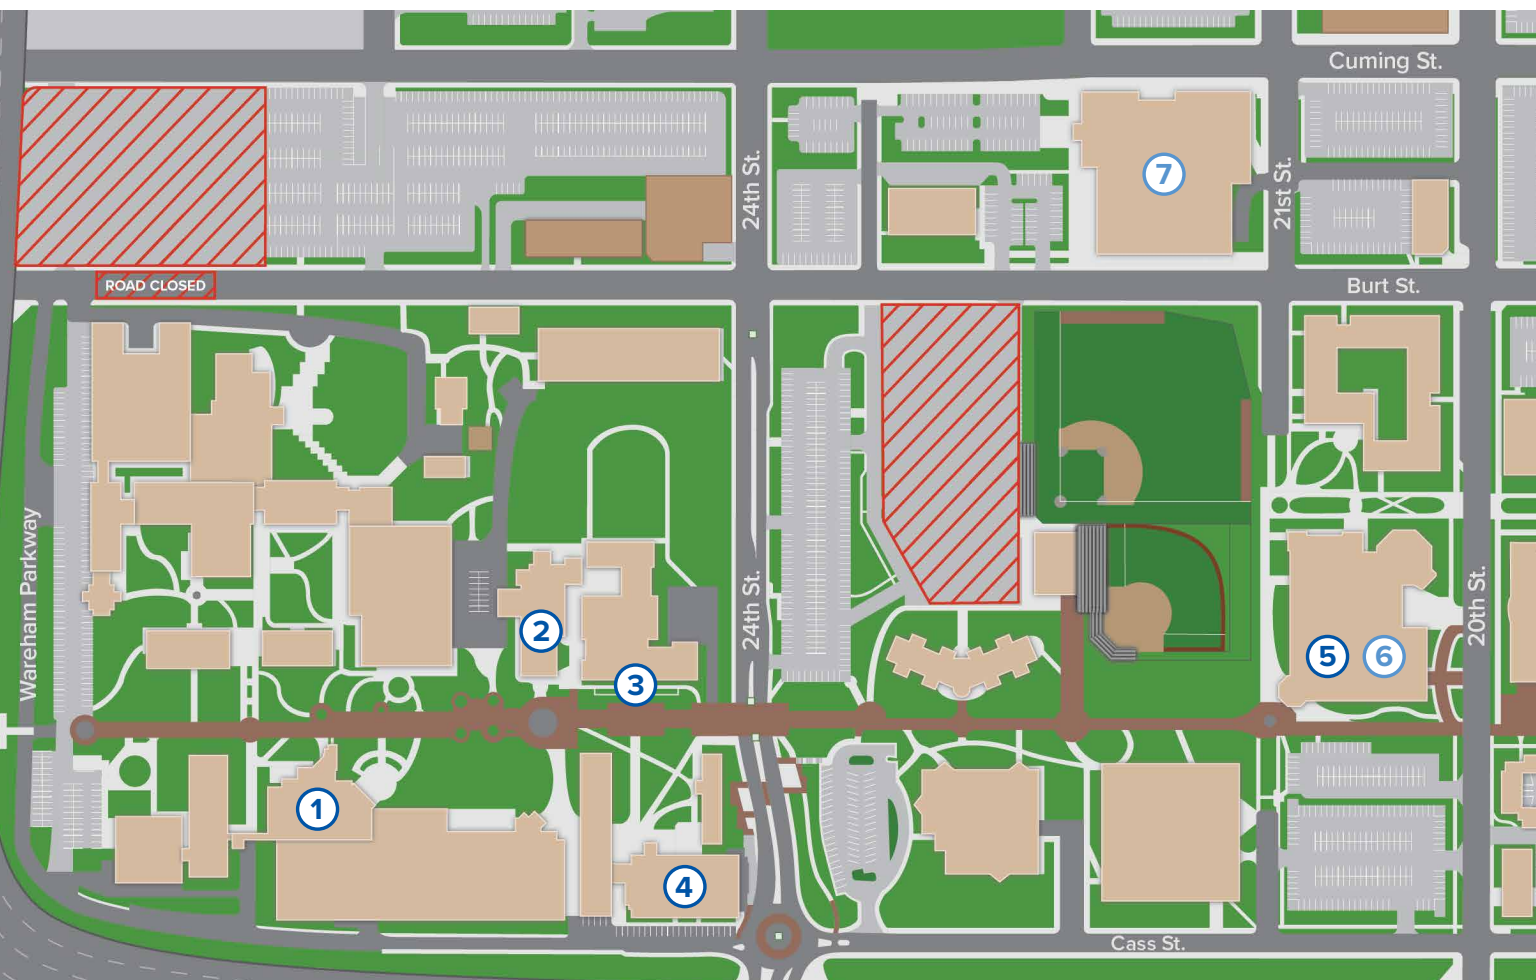 Cuming St.
24th St.
7
21st St.
ROAD CLOSED
Burt St.
Wareham Parkway
2
3
24th St.
5
6
20th St.
1
4
Cass St.